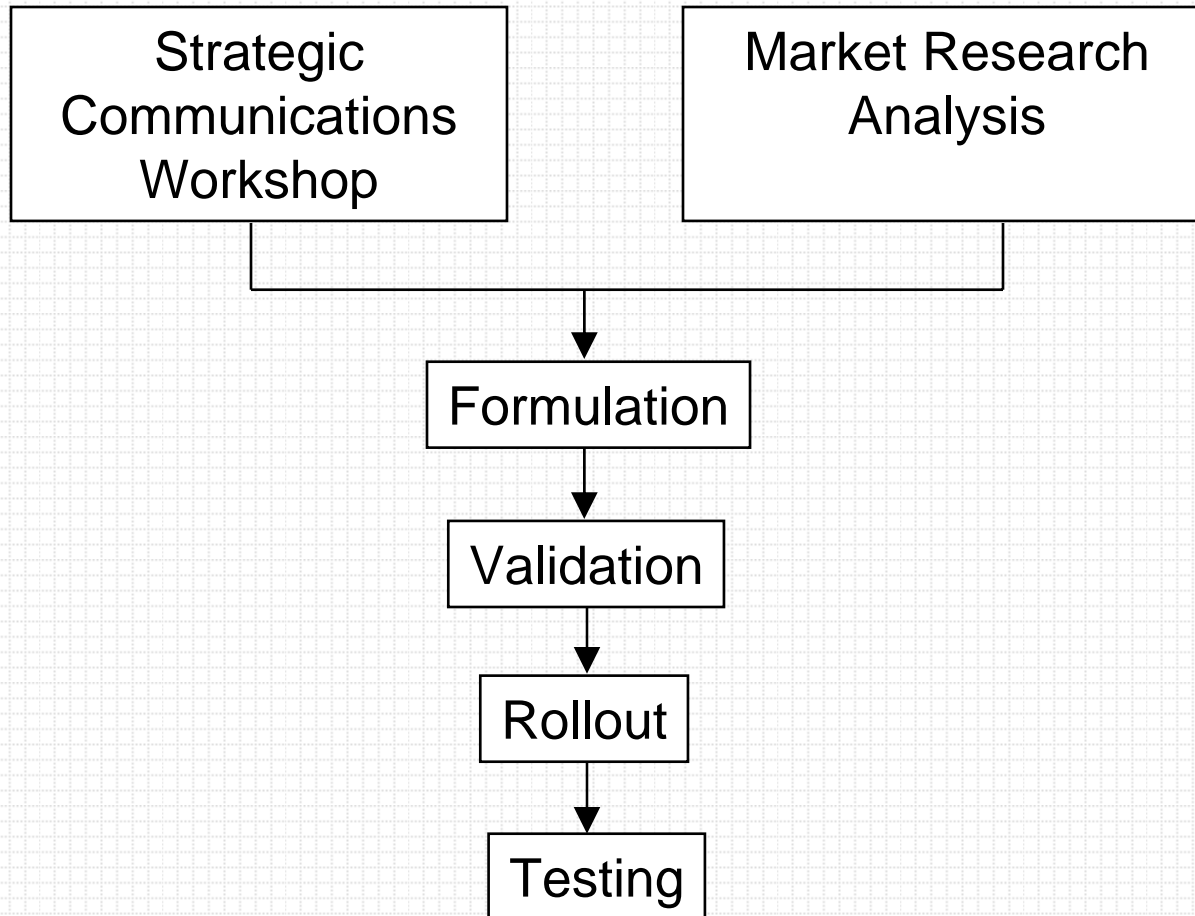 Strategic
Communications
Workshop
Market Research
Analysis
Formulation
Validation
Rollout
Testing